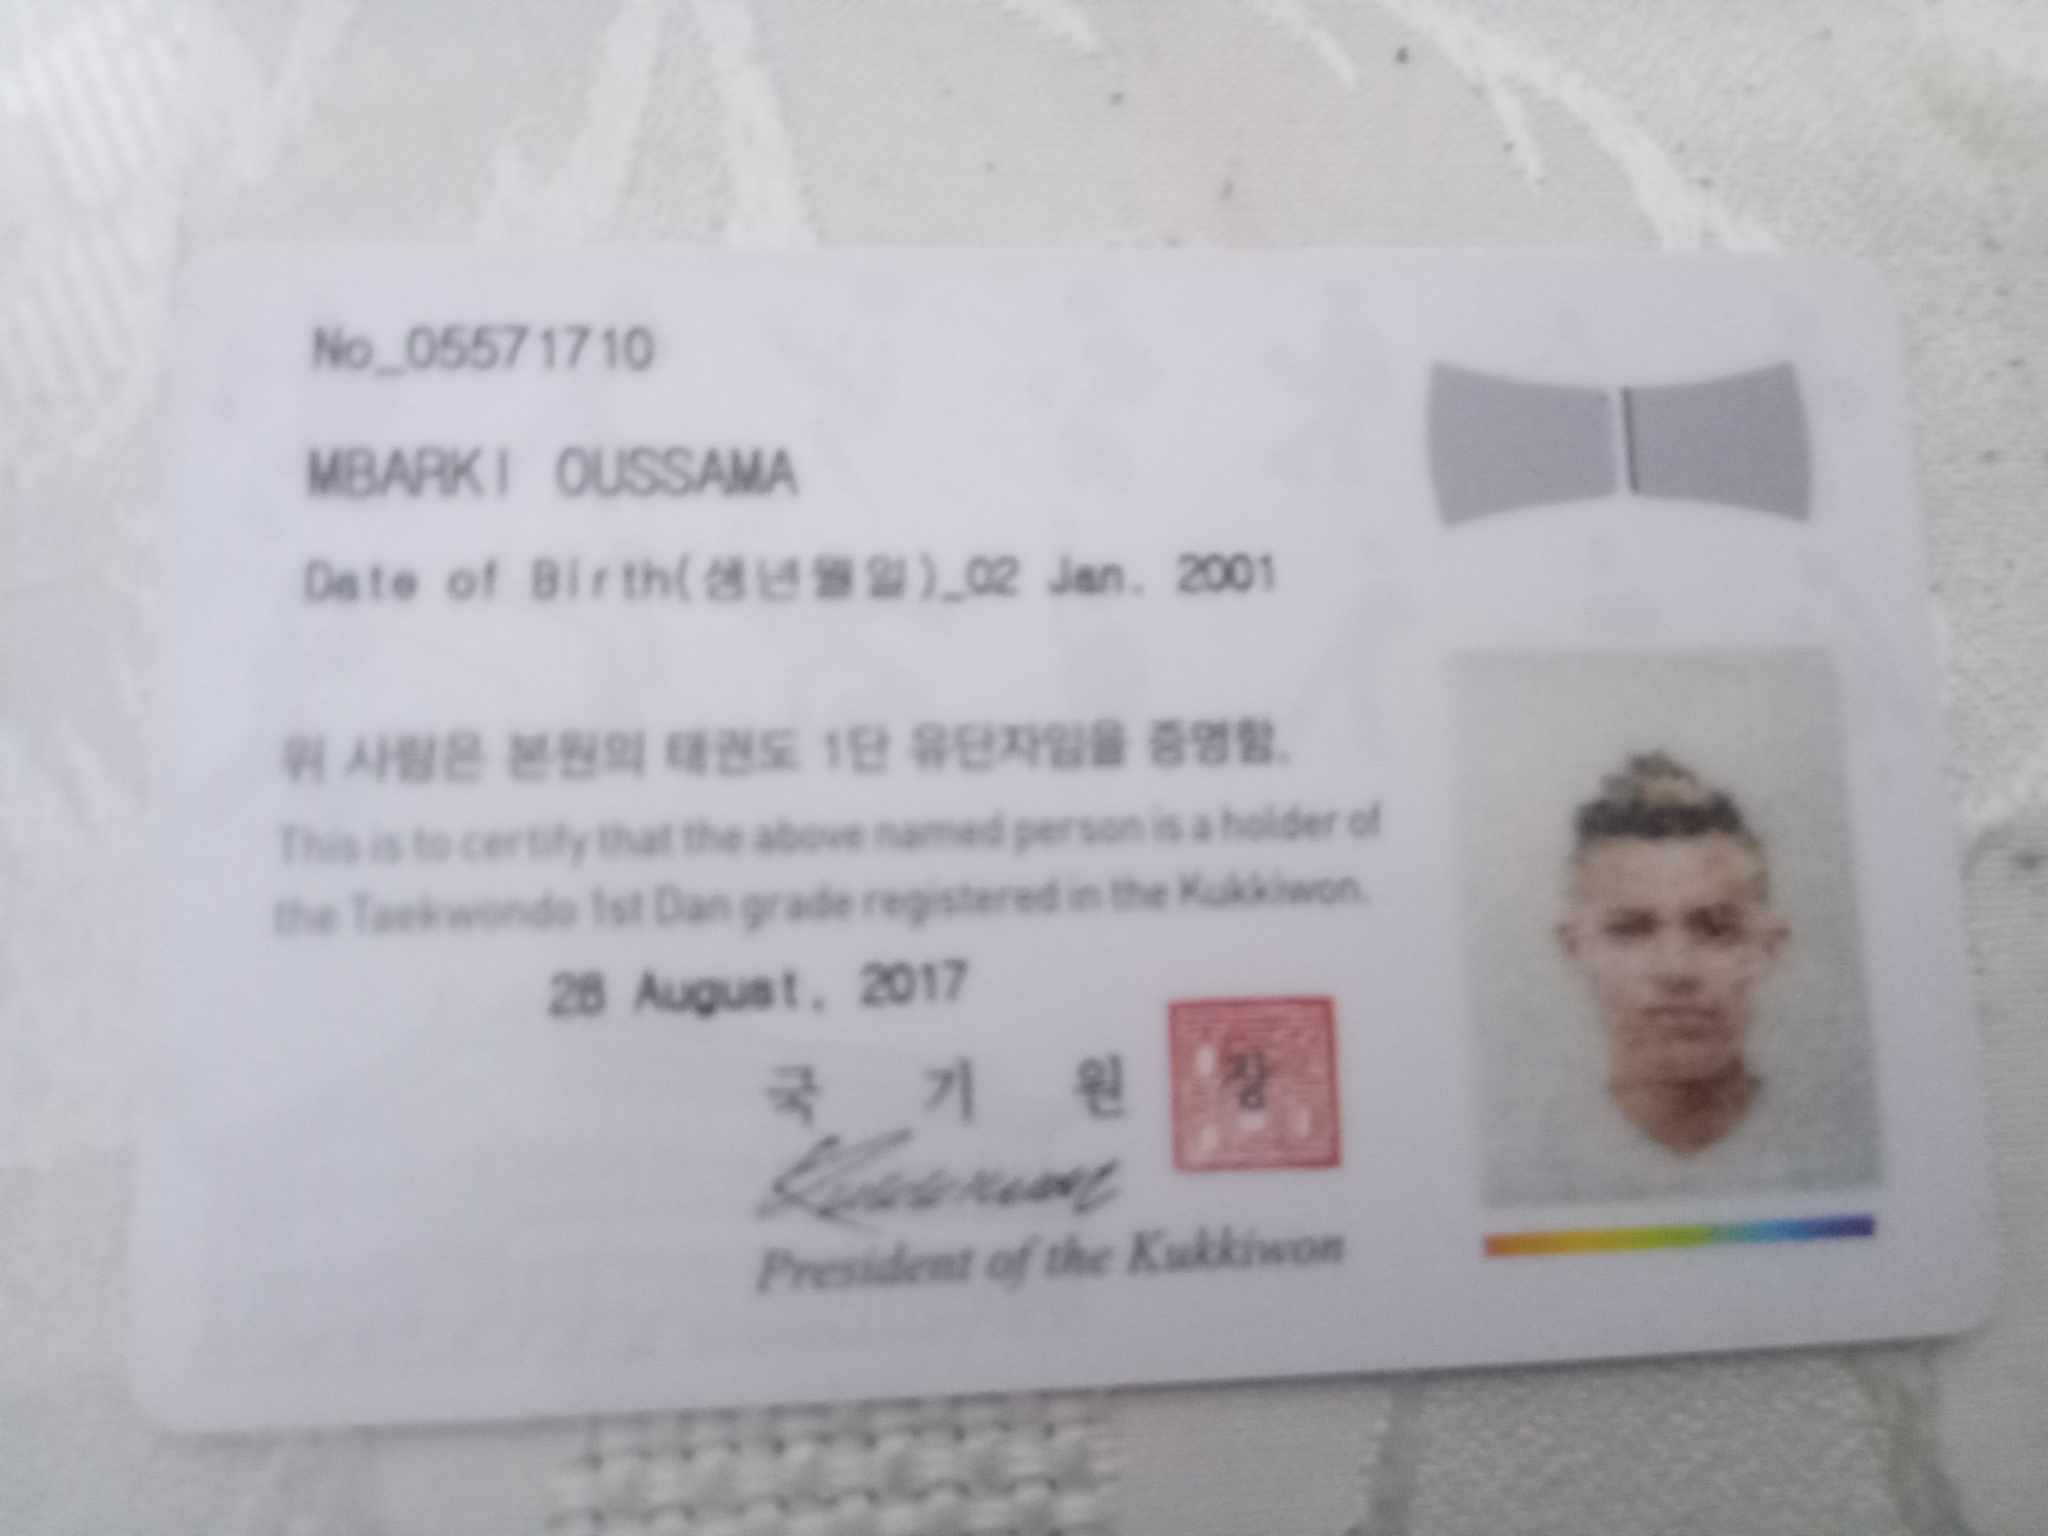 No_05571710
MBARKI OUSSAMA
Date of Birth(생년월일)_02 Jan. 2001
위 사람은 본원의 태권도 1단 유단자임을 증명함.
This is to certify that the above named person is a holder of
the Taekwondo 1st Dan grade registered in the Kukkiwon.
28 August, 2017
국 기 원 장
President of the Kukkiwon